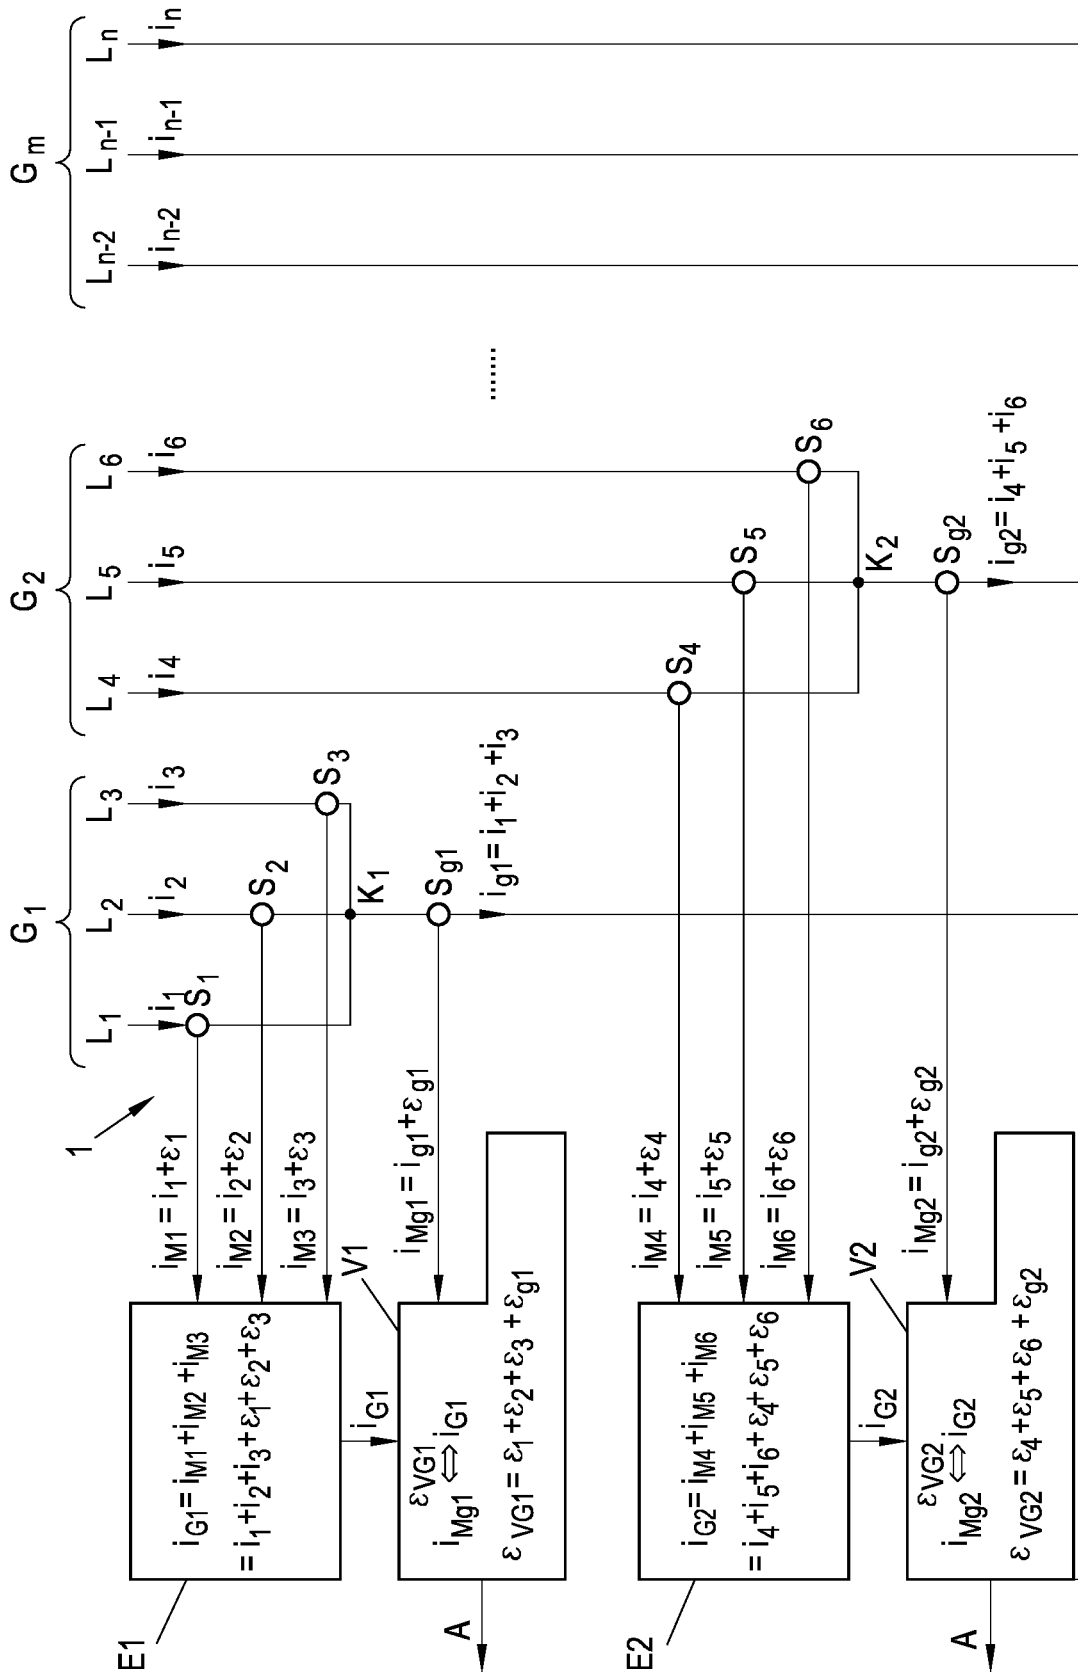 G1
G2
Gm
L1
L2
L3
L4
L5
L6
Ln-2
Ln-1
Ln
i1
i2
i3
i4
i5
i6
in-2
in-1
in
1
S1
S2
S3
K1
Sg1
ig1 = i1+i2+i3
.......
S4
S5
S6
K2
Sg2
ig2 = i4+i5+i6
iM1 = i1+ε1
iM2 = i2+ε2
iM3 = i3+ε3
iMg1 = ig1+εg1
iM4 = i4+ε4
iM5 = i5+ε5
iM6 = i6+ε6
iMg2 = ig2+εg2
E1
iG1 = iM1+iM2+iM3
= i1+i2+i3+ε1+ε2+ε3
iG1
V1
εVG1
iMg1 ⇔ iG1
εVG1 = ε1+ε2+ε3+εg1
A
E2
iG2 = iM4+iM5+iM6
= i4+i5+i6+ε4+ε5+ε6
iG2
V2
εVG2
iMg2 ⇔ iG2
εVG2 = ε4+ε5+ε6+εg2
A